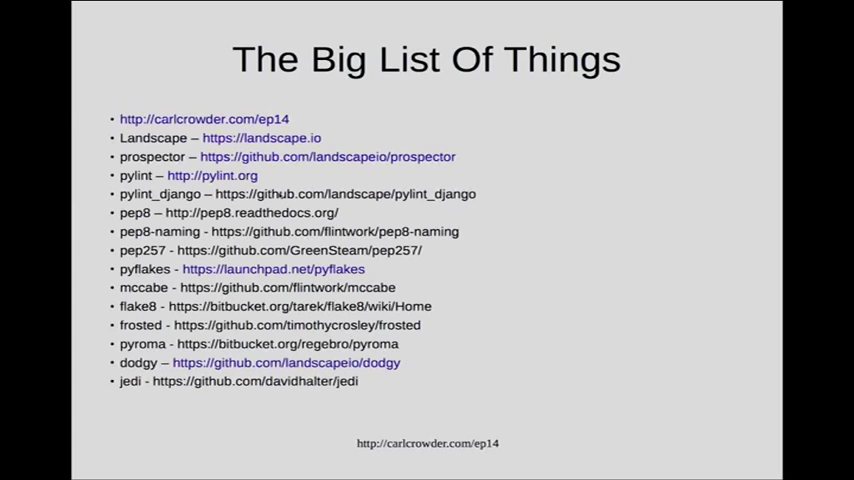 The Big List Of Things
• http://carlcrowder.com/ep14
• Landscape – https://landscape.io
• prospector – https://github.com/landscapeio/prospector
• pylint – http://pylint.org
• pylint_django – https://github.com/landscape/pylint_django
• pep8 – http://pep8.readthedocs.org/
• pep8-naming - https://github.com/flintwork/pep8-naming
• pep257 - https://github.com/GreenSteam/pep257/
• pyflakes - https://launchpad.net/pyflakes
• mccabe - https://github.com/flintwork/mccabe
• flake8 - https://bitbucket.org/tarek/flake8/wiki/Home
• frosted - https://github.com/timothycrosley/frosted
• pyroma - https://bitbucket.org/regebro/pyroma
• dodgy – https://github.com/landscapeio/dodgy
• jedi - https://github.com/davidhalter/jedi
http://carlcrowder.com/ep14